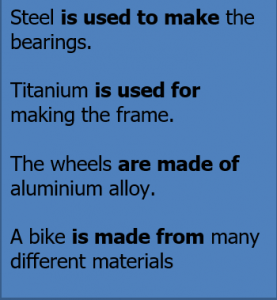 Steel is used to make the
bearings.
Titanium is used for
making the frame.
The wheels are made of
aluminium alloy.
A bike is made from many
different materials